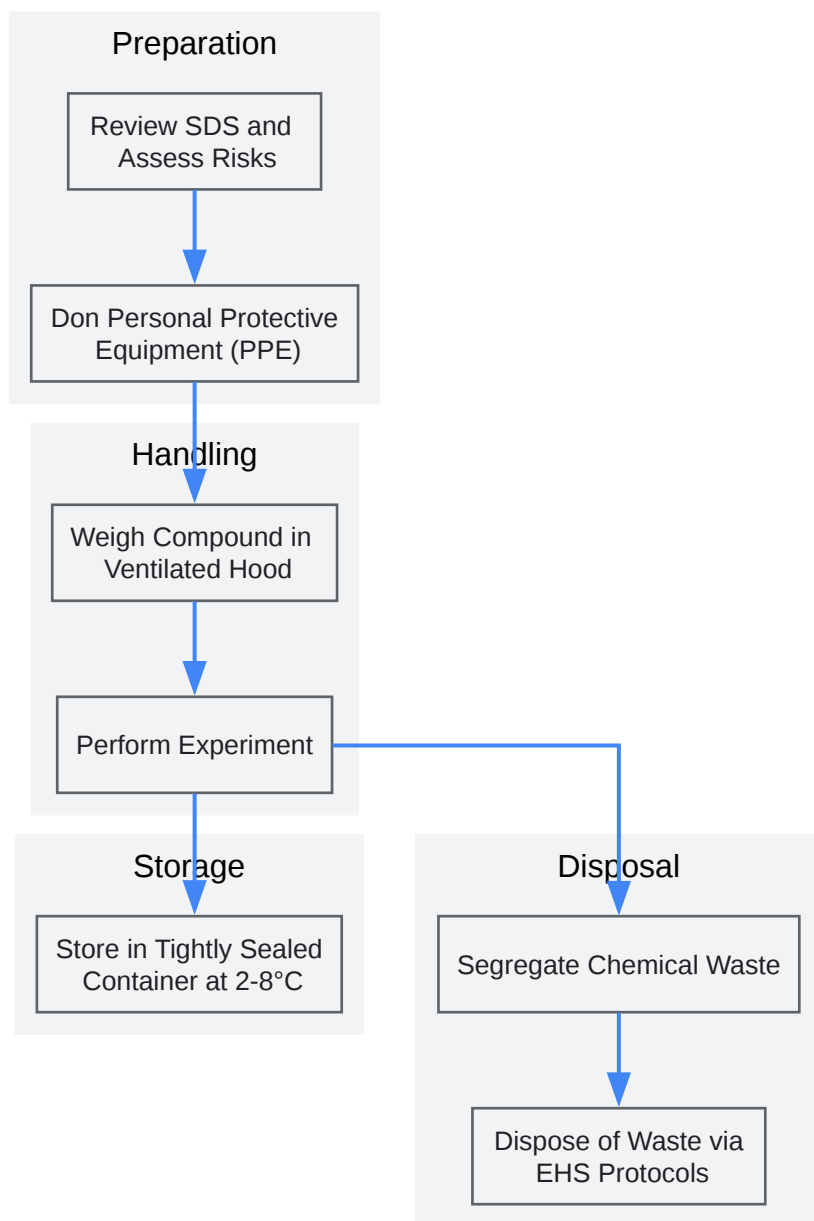 Preparation
Review SDS and
Assess Risks
Don Personal Protective
Equipment (PPE)
Handling
Weigh Compound in
Ventilated Hood
Perform Experiment
Storage
Store in Tightly Sealed
Container at 2-8°C
Disposal
Segregate Chemical Waste
Dispose of Waste via
EHS Protocols